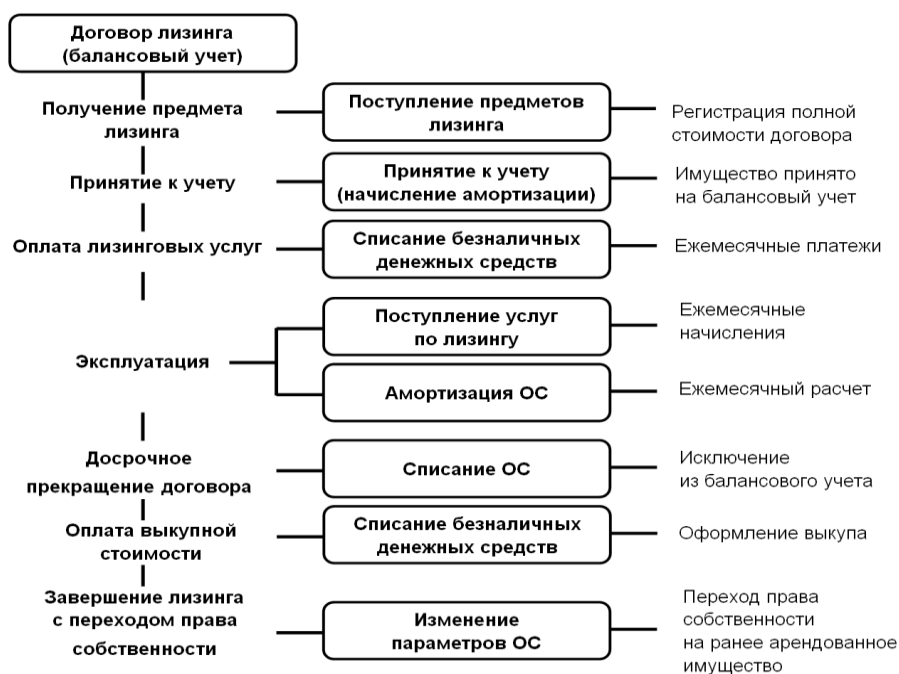 Договор лизинга
(балансовый учет)
Получение предмета
лизинга
Поступление предметов
лизинга
Регистрация полной
стоимости договора
Принятие к учету
Принятие к учету
(начисление амортизации)
Имущество принято
на балансовый учет
Оплата лизинговых услуг
Списание безналичных
денежных средств
Ежемесячные платежи
Эксплуатация
Поступление услуг
по лизингу
Ежемесячные
начисления
Амортизация ОС
Ежемесячный расчет
Досрочное
прекращение договора
Списание ОС
Исключение
из балансового учета
Оплата выкупной
стоимости
Списание безналичных
денежных средств
Оформление выкупа
Завершение лизинга
с переходом права
собственности
Изменение
параметров ОС
Переход права
собственности
на ранее арендованное
имущество